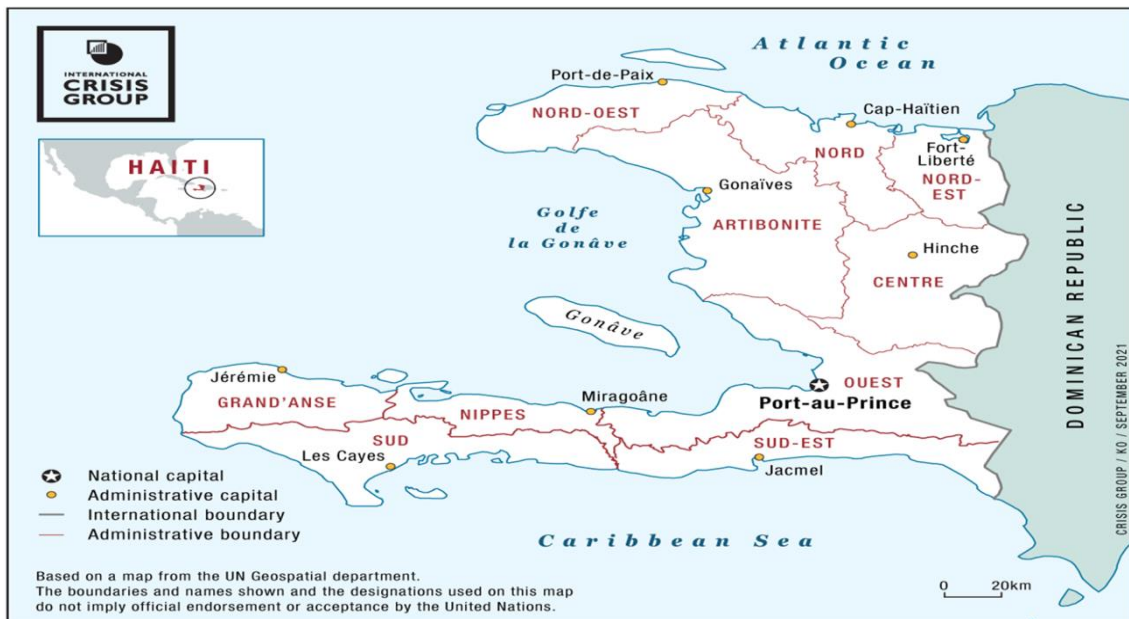 INTERNATIONAL
CRISIS
GROUP
HAITI
Atlantic
Ocean
Port-de-Paix
NORD-OEST
Cap-Haïtien
NORD
Fort-
Liberté
NORD-
EST
Gonaïves
Golfe
de
la Gonâve
ARTIBONITE
Hinche
CENTRE
Gonâve
DOMINICAN REPUBLIC
Jérémie
GRAND'ANSE
NIPPES
Miragoâne
OUEST
Port-au-Prince
SUD
Les Cayes
SUD-EST
Jacmel
National capital
Administrative capital
International boundary
Administrative boundary
Caribbean Sea
Based on a map from the UN Geospatial department.
The boundaries and names shown and the designations used on this map
do not imply official endorsement or acceptance by the United Nations.
0 20km
CRISIS GROUP / KO / SEPTEMBER 2021